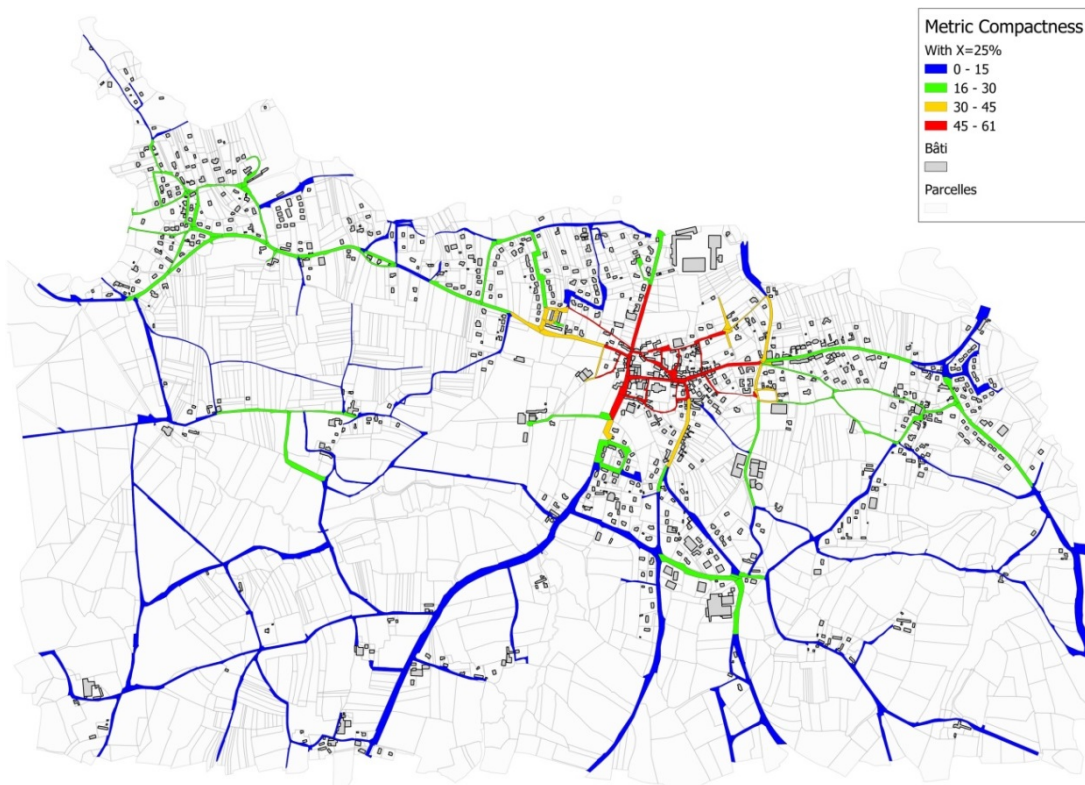 Metric Compactness
With X=25%
0 - 15
16 - 30
30 - 45
45 - 61
Bâti
Parcelles